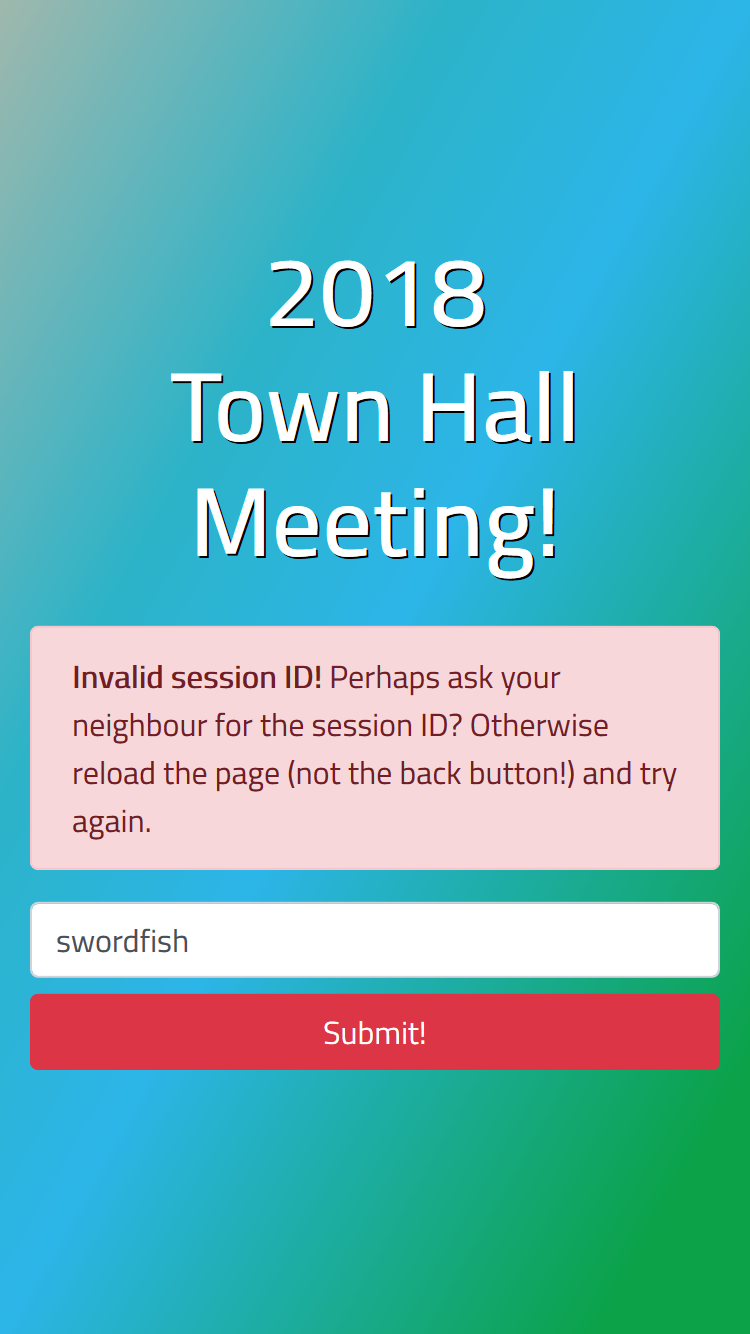 2018
Town Hall
Meeting!
Invalid session ID! Perhaps ask your
neighbour for the session ID? Otherwise
reload the page (not the back button!) and try
again.
swordfish
Submit!